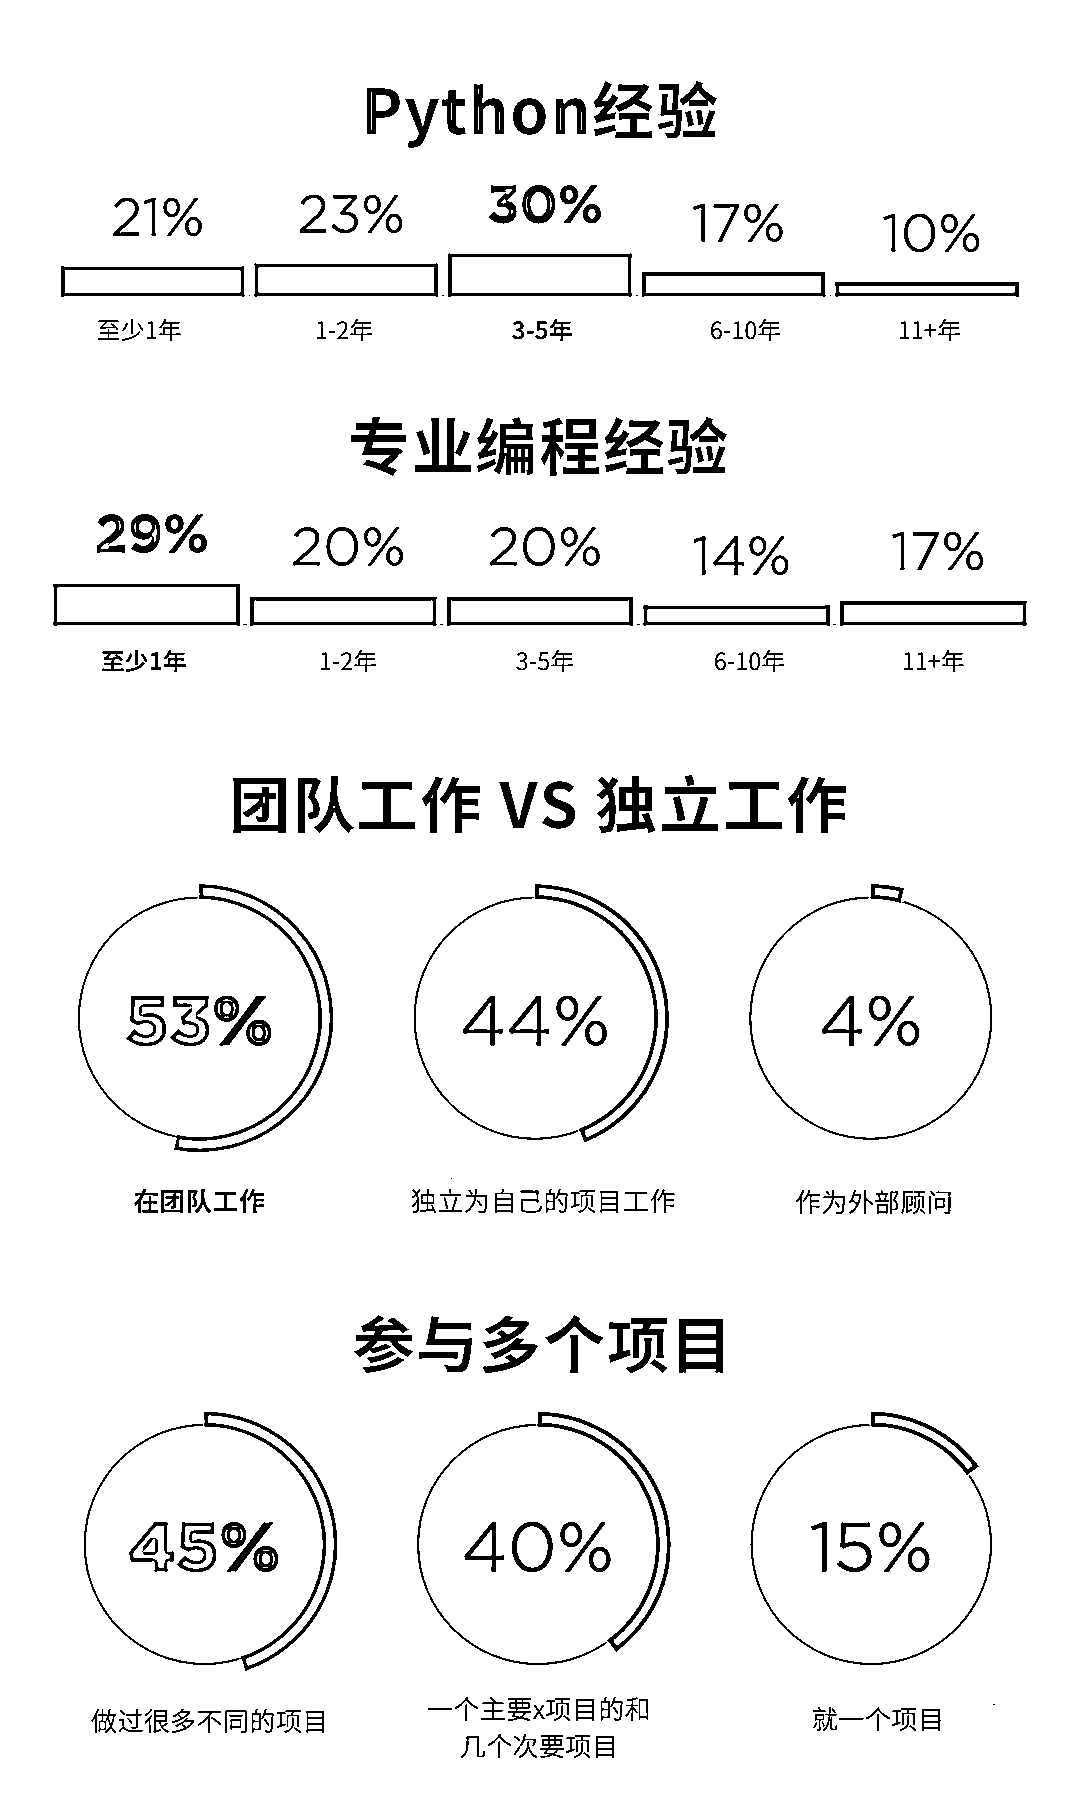 Python经验
21% 23% 30% 17% 10%
至少1年 1-2年 3-5年 6-10年 11+年
专业编程经验
29% 20% 20% 14% 17%
至少1年 1-2年 3-5年 6-10年 11+年
团队工作 VS 独立工作
53% 44% 4%
在团队工作 独立为自己的项目工作 作为外部顾问
参与多个项目
45% 40% 15%
做过很多不同的项目
一个主要x项目的和
几个次要项目
就一个项目